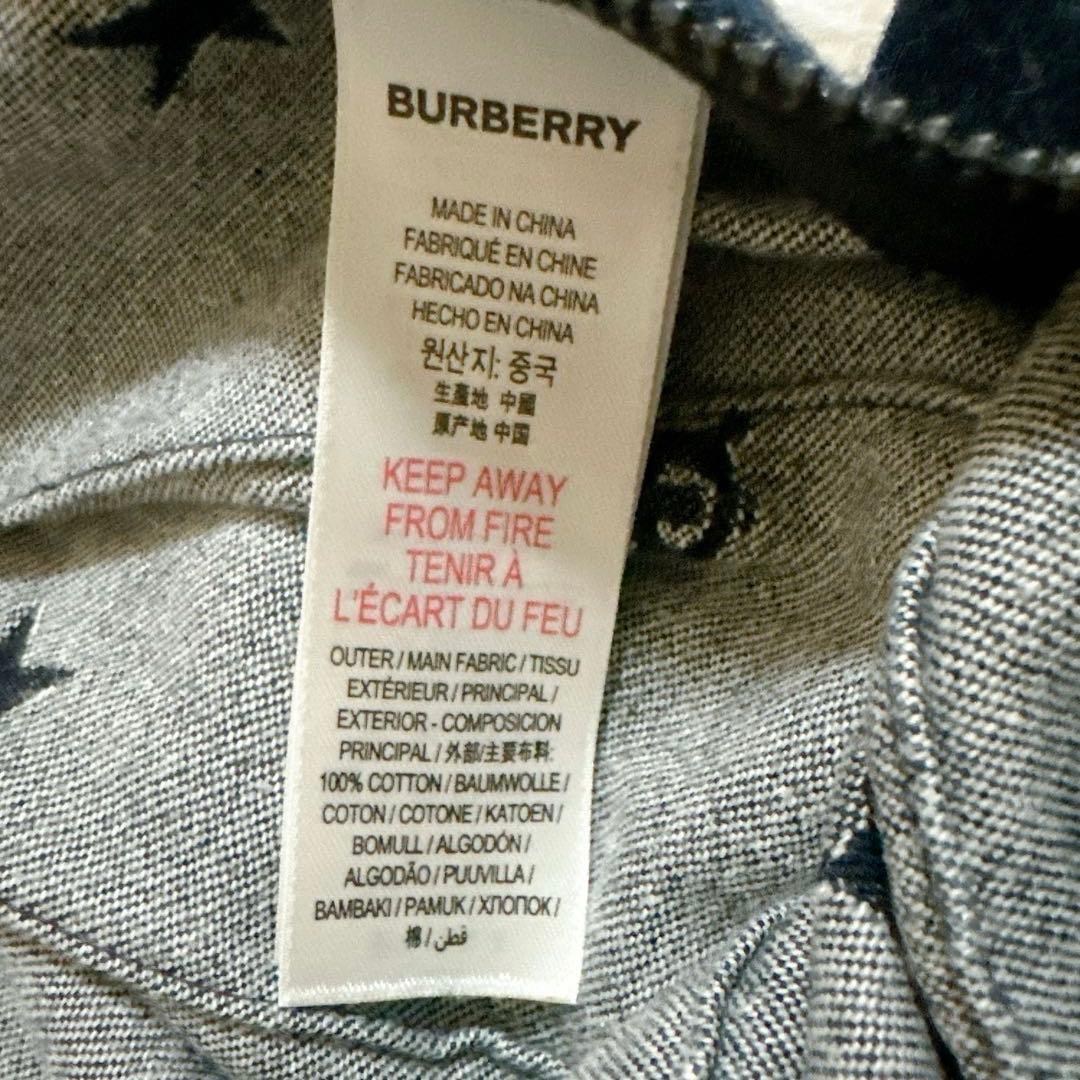 BURBERRY
MADE IN CHINA
FABRIQUÉ EN CHINE
FABRICADO NA CHINA
HECHO EN CHINA
원산지: 중국
生產地 中國
原产地 中国
KEEP AWAY
FROM FIRE
TENIR À
L'ÉCART DU FEU
OUTER / MAIN FABRIC / TISSU
EXTÉRIEUR / PRINCIPAL /
EXTERIOR - COMPOSICION
PRINCIPAL / 外部/主要布料:
100% COTTON / BAUMWOLLE /
COTON / COTONE / KATOEN /
BOMULL / ALGODÓN /
ALGODÃO / PUUVILLA /
BAMBAKI / PAMUK / ХЛОПОК /
棉 / قطن